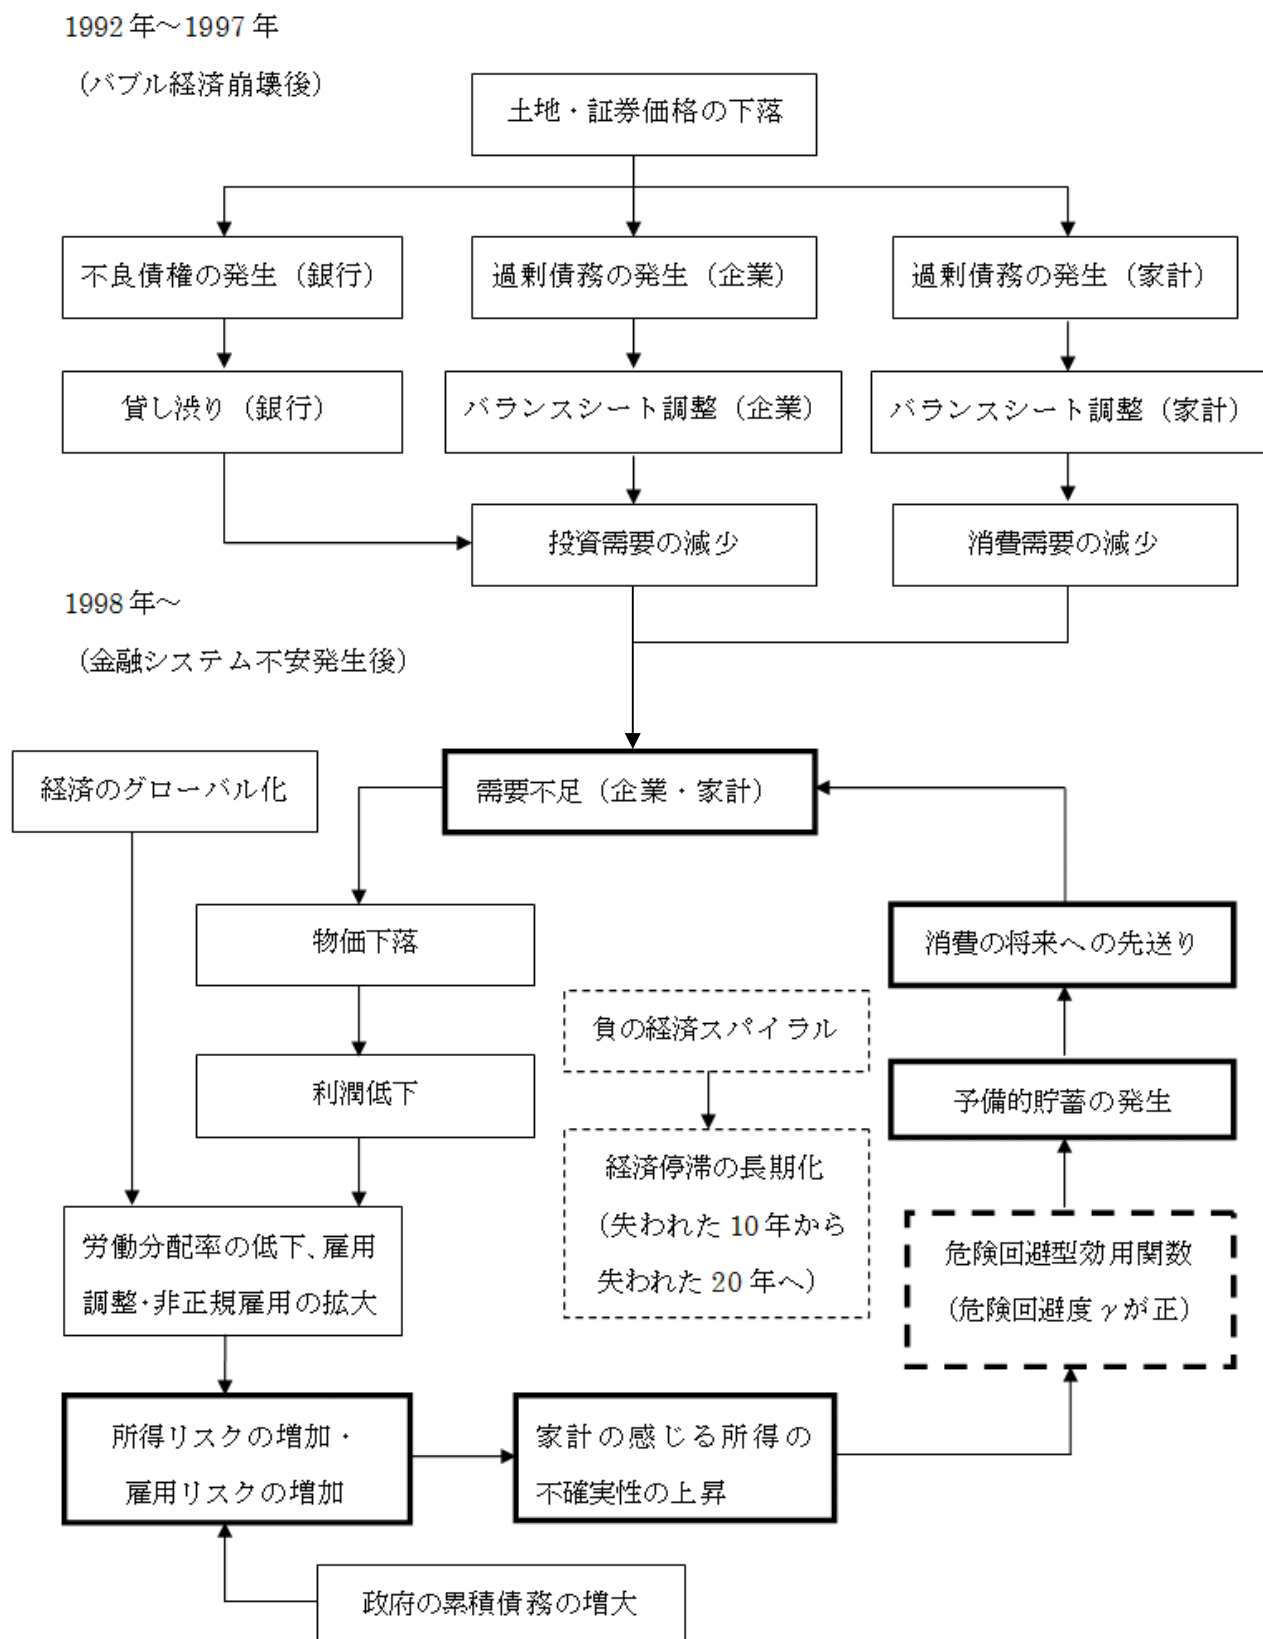 1992年～1997年
（バブル経済崩壊後）
土地・証券価格の下落
不良債権の発生（銀行）
過剰債務の発生（企業）
過剰債務の発生（家計）
貸し渋り（銀行）
バランスシート調整（企業）
バランスシート調整（家計）
投資需要の減少
消費需要の減少
1998年～
（金融システム不安発生後）
経済のグローバル化
需要不足（企業・家計）
物価下落
消費の将来への先送り
負の経済スパイラル
利潤低下
予備的貯蓄の発生
経済停滞の長期化
（失われた10年から
失われた20年へ）
労働分配率の低下、雇用
調整・非正規雇用の拡大
危険回避型効用関数
（危険回避度γが正）
所得リスクの増加・
雇用リスクの増加
家計の感じる所得の
不確実性の上昇
政府の累積債務の増大